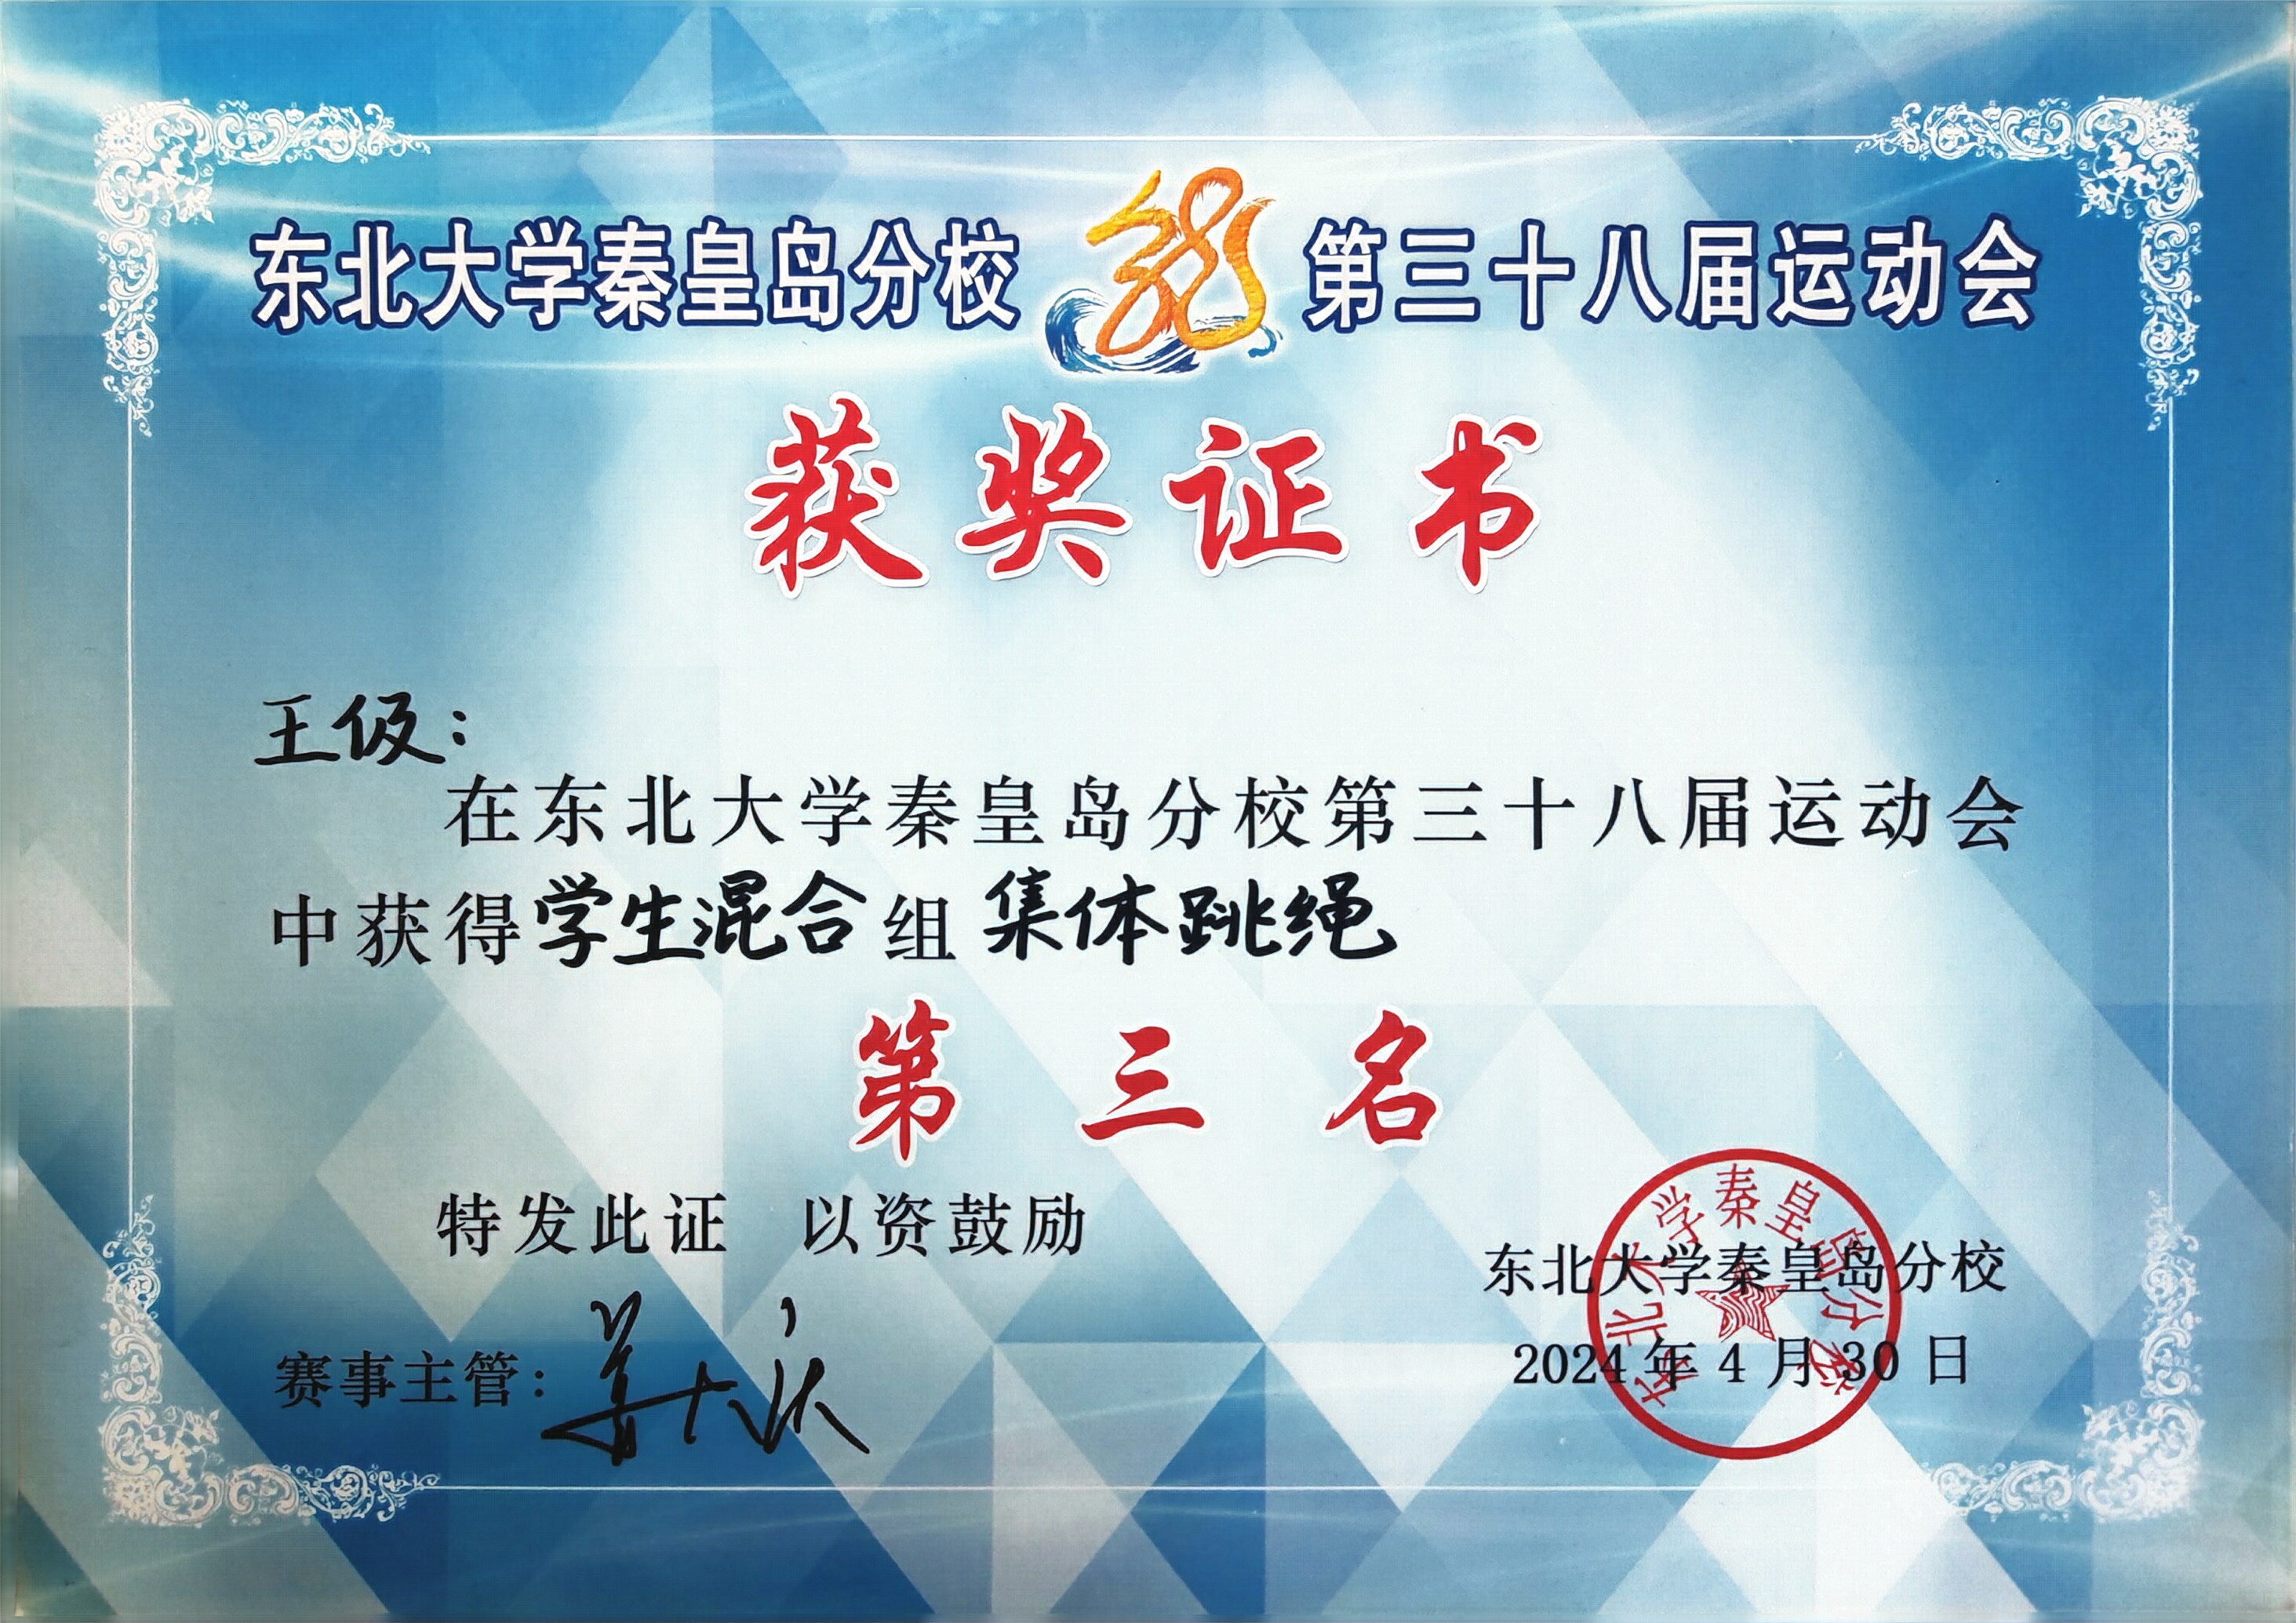 东北大学秦皇岛分校 38 第三十八届运动会
获奖证书
王伋：
在东北大学秦皇岛分校第三十八届运动会
中获得学生混合组集体跳绳
第三名
特发此证 以资鼓励
东北大学秦皇岛分校
赛事主管：
2024年4月30日
东北大学秦皇岛分校